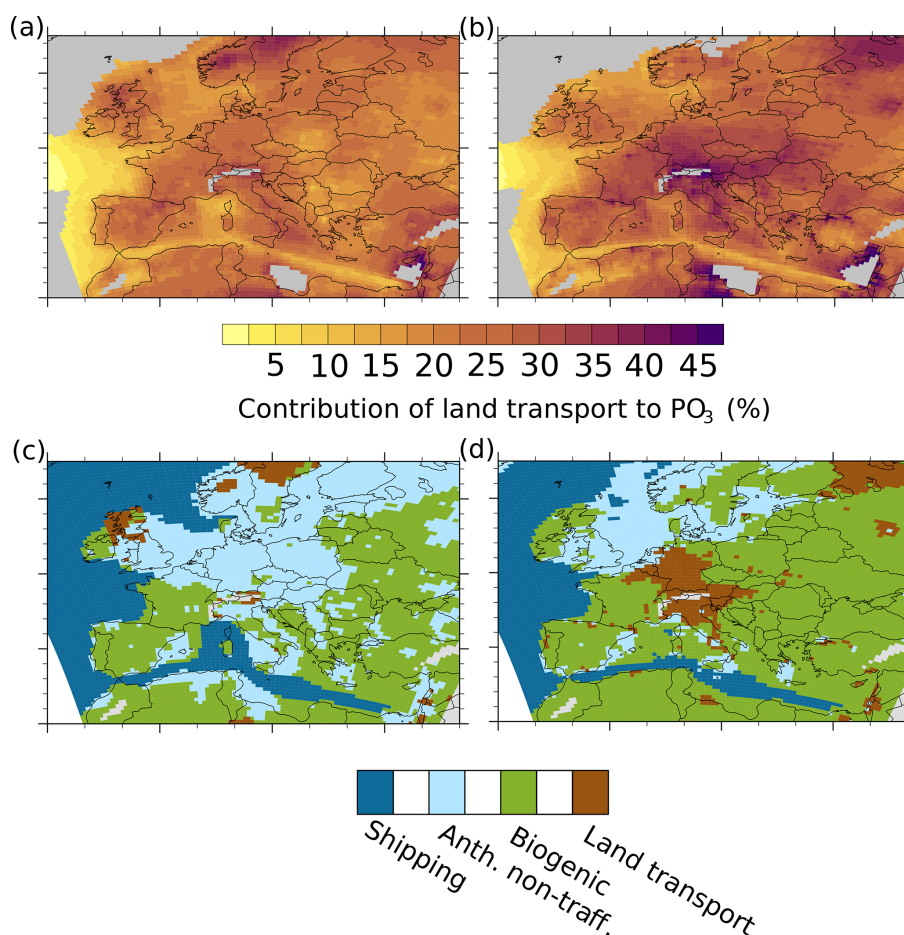 (a)
(b)
5 10 15 20 25 30 35 40 45
Contribution of land transport to PO₃ (%)
(c)
(d)
Shipping
Anth. non-traff.
Biogenic
Land transport